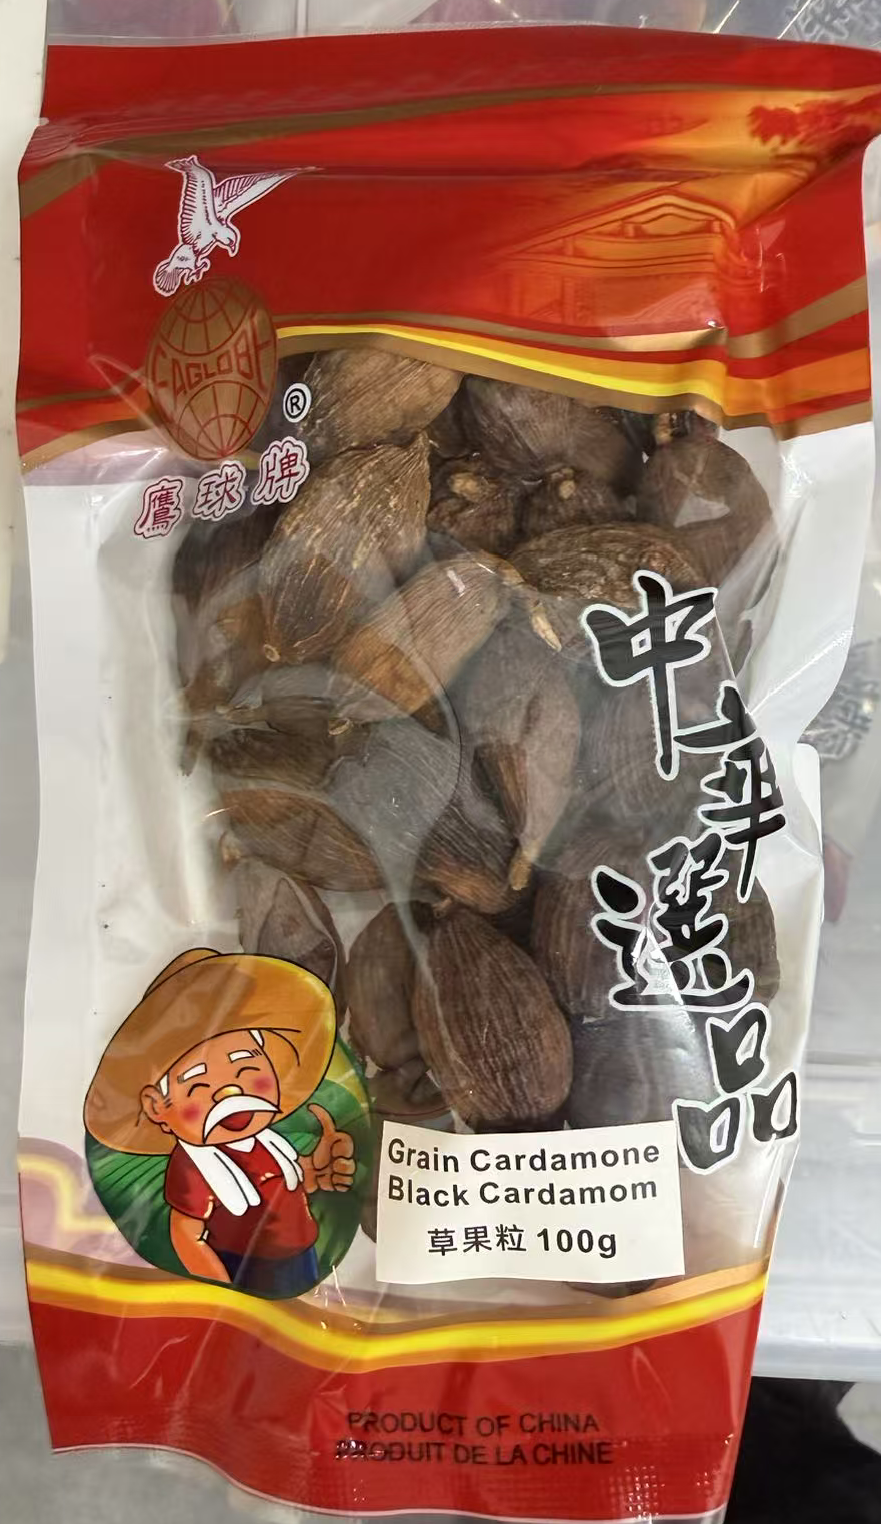 EAGLOBE
®
鷹球牌
中華選品
Grain Cardamone
Black Cardamom
草果粒 100g
PRODUCT OF CHINA
PRODUIT DE LA CHINE